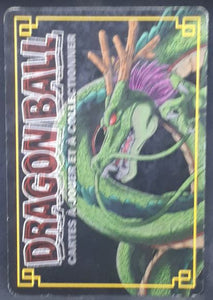 DRAGON BALL
CARTES À JOUER ET À COLLECTIONNER